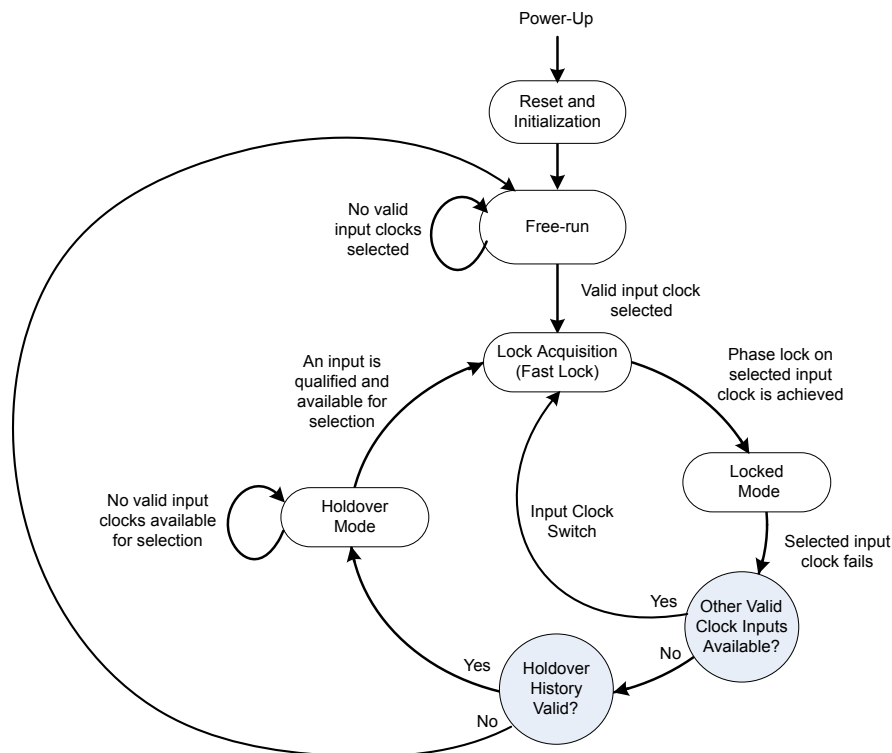 Power-Up
Reset and
Initialization
No valid
input clocks
selected
Free-run
Valid input clock
selected
An input is
qualified and
available for
selection
Lock Acquisition
(Fast Lock)
Phase lock on
selected input
clock is achieved
No valid input
clocks available
for selection
Holdover
Mode
Input Clock
Switch
Locked
Mode
Selected input
clock fails
Yes
Other Valid
Clock Inputs
Available?
No
Yes
Holdover
History
Valid?
No